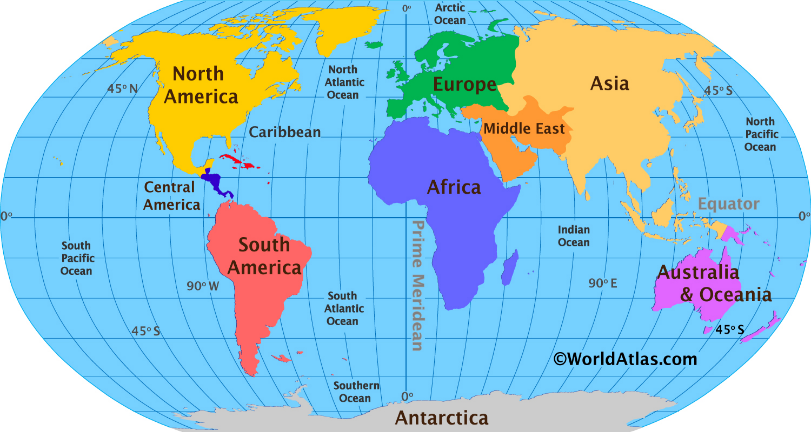 Arctic
Ocean
0°
North
America
45° N
North
Atlantic
Ocean
Europe
Asia
45° S
North
Pacific
Ocean
Caribbean
Middle East
Central
America
Africa
Equator
0°
0°
South
Pacific
Ocean
South
America
Prime Meridean
Indian
Ocean
90° W
90° E
Australia
& Oceania
South
Atlantic
Ocean
45° S
45° S
©WorldAtlas.com
Southern
Ocean
0°
Antarctica